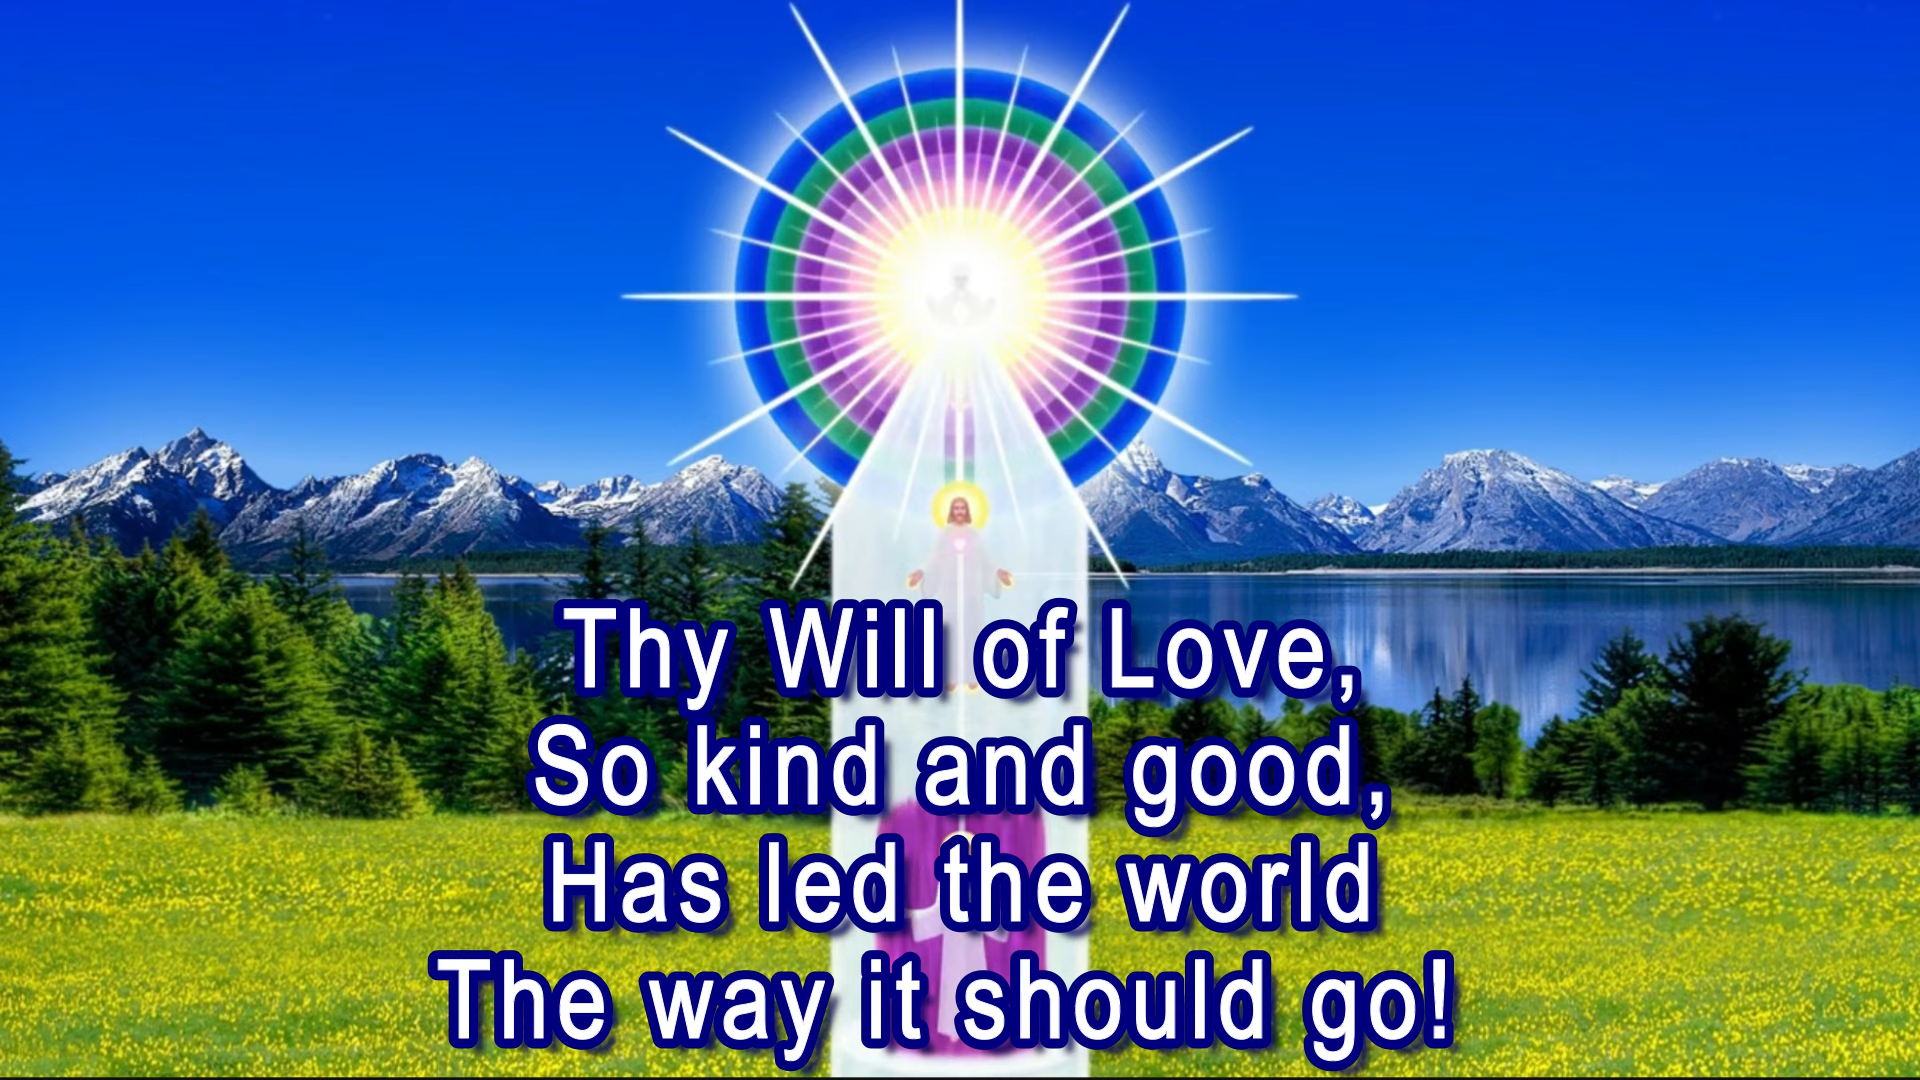 Thy Will of Love,
So kind and good,
Has led the world
The way it should go!